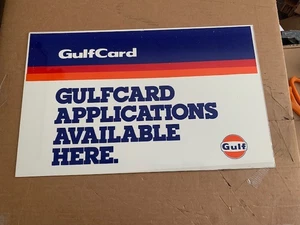 GulfCard
GULFCARD
APPLICATIONS
AVAILABLE
HERE.
Gulf